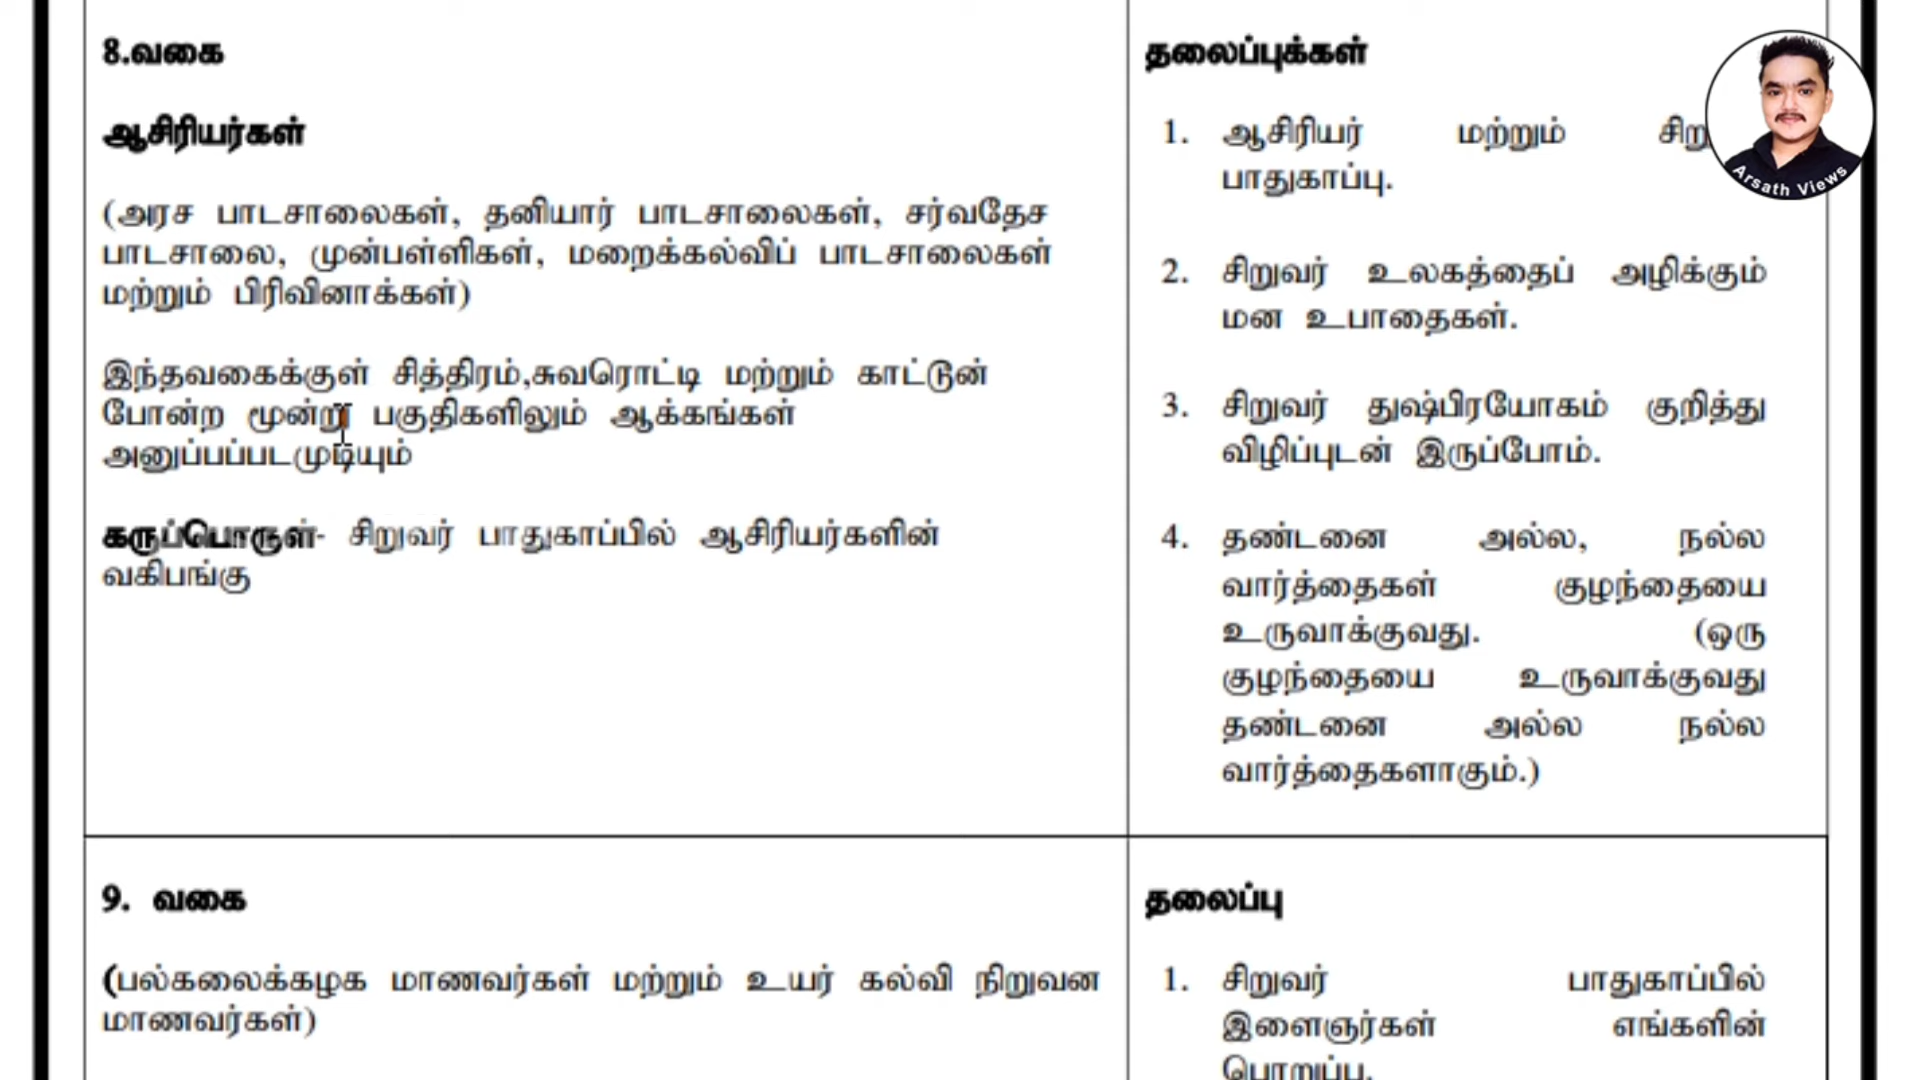 8.வகை
ஆசிரியர்கள்
(அரச பாடசாலைகள், தனியார் பாடசாலைகள், சர்வதேச
பாடசாலை, முன்பள்ளிகள், மறைக்கல்விப் பாடசாலைகள்
மற்றும் பிரிவினாக்கள்)
இந்தவகைக்குள் சித்திரம்,சுவரொட்டி மற்றும் காட்டூன்
போன்ற மூன்று பகுதிகளிலும் ஆக்கங்கள்
அனுப்பப்படமுடியும்
கருப்பொருள்- சிறுவர் பாதுகாப்பில் ஆசிரியர்களின்
வகிபங்கு
தலைப்புக்கள்
1. ஆசிரியர் மற்றும்
பாதுகாப்பு.
2. சிறுவர் உலகத்தைப் அழிக்கும்
மன உபாதைகள்.
3. சிறுவர் துஷ்பிரயோகம் குறித்து
விழிப்புடன் இருப்போம்.
4. தண்டனை அல்ல, நல்ல
வார்த்தைகள் குழந்தையை
உருவாக்குவது. (ஒரு
குழந்தையை உருவாக்குவது
தண்டனை அல்ல நல்ல
வார்த்தைகளாகும்.)
Arsath Views
9. வகை
(பல்கலைக்கழக மாணவர்கள் மற்றும் உயர் கல்வி நிறுவன
மாணவர்கள்)
தலைப்பு
1. சிறுவர் பாதுகாப்பில்
இளைஞர்கள் எங்களின்
பொறுப்பு.